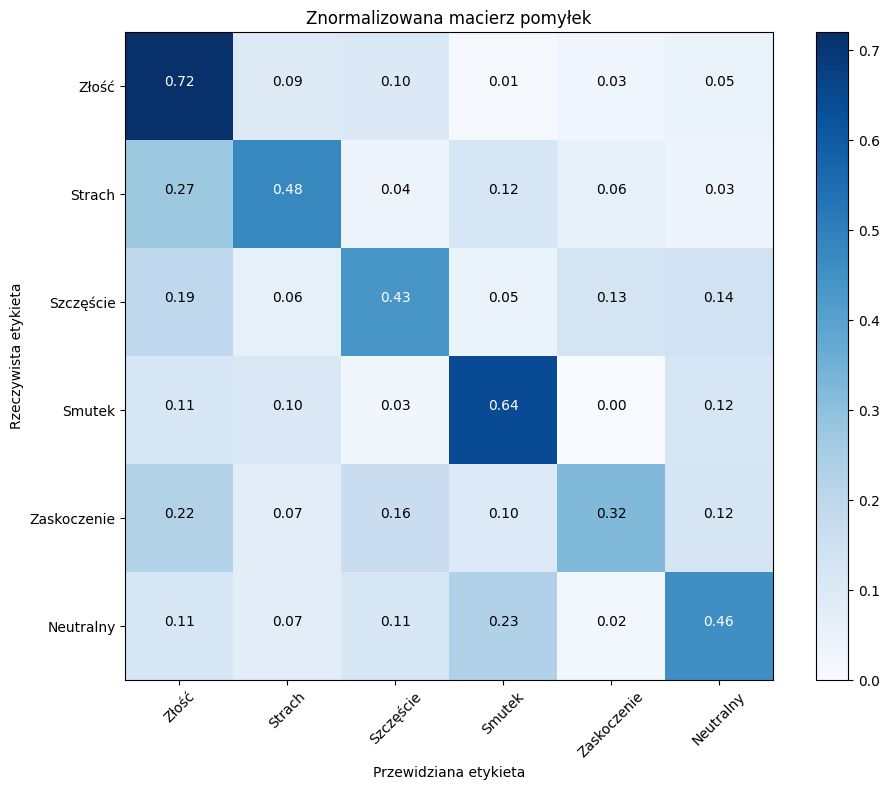 Znormalizowana macierz pomyłek
Złość 0.72 0.09 0.10 0.01 0.03 0.05
Strach 0.27 0.48 0.04 0.12 0.06 0.03
Szczęście 0.19 0.06 0.43 0.05 0.13 0.14
Smutek 0.11 0.10 0.03 0.64 0.00 0.12
Zaskoczenie 0.22 0.07 0.16 0.10 0.32 0.12
Neutralny 0.11 0.07 0.11 0.23 0.02 0.46
Rzeczywista etykieta
Złość Strach Szczęście Smutek Zaskoczenie Neutralny
Przewidziana etykieta
0.7
0.6
0.5
0.4
0.3
0.2
0.1
0.0